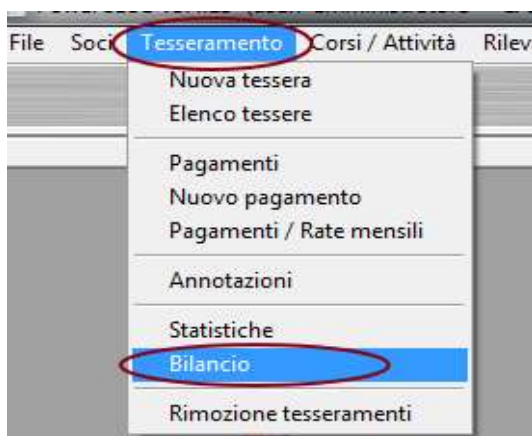 File Soci Tesseramento Corsi / Attività Rilev
Nuova tessera
Elenco tessere
Pagamenti
Nuovo pagamento
Pagamenti / Rate mensili
Annotazioni
Statistiche
Bilancio
Rimozione tesseramenti